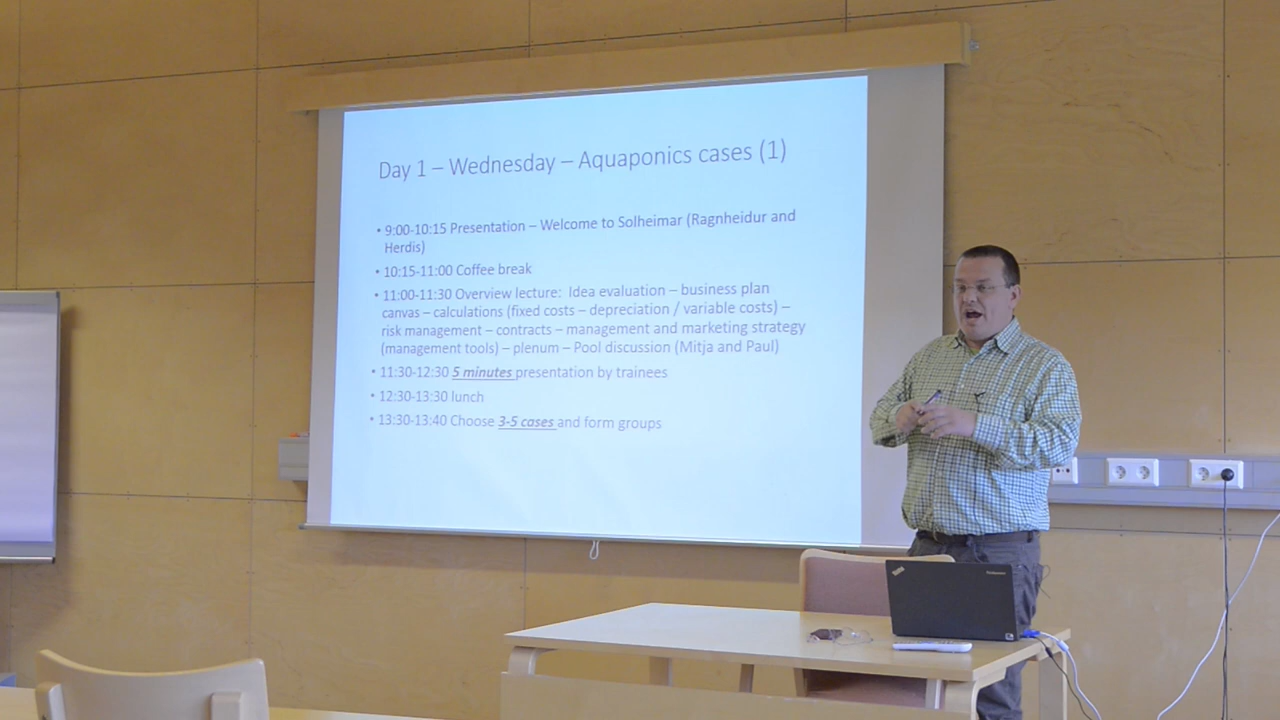 Day 1 – Wednesday – Aquaponics cases (1)
• 9:00-10:15 Presentation – Welcome to Solheimar (Ragnheidur and
Herdis)
• 10:15-11:00 Coffee break
• 11:00-11:30 Overview lecture: Idea evaluation – business plan
canvas – calculations (fixed costs – depreciation / variable costs) –
risk management – contracts – management and marketing strategy
(management tools) – plenum – Pool discussion (Mitja and Paul)
• 11:30-12:30 5 minutes presentation by trainees
• 12:30-13:30 lunch
• 13:30-13:40 Choose 3-5 cases and form groups